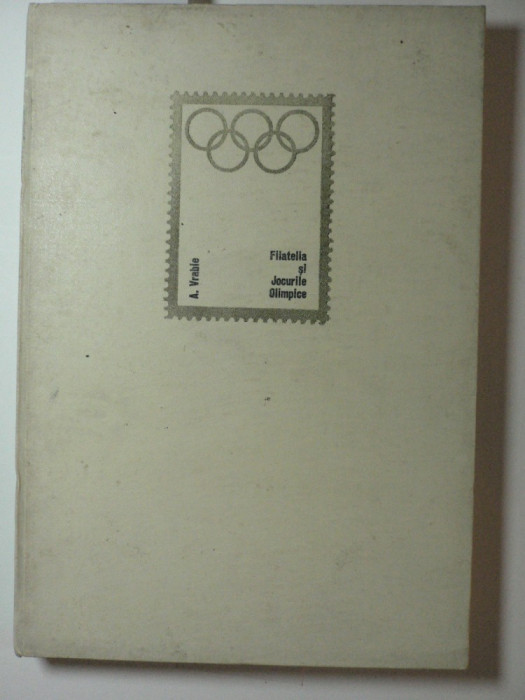 A. Vrabie
Filatelia
și
Jocurile
Olimpice